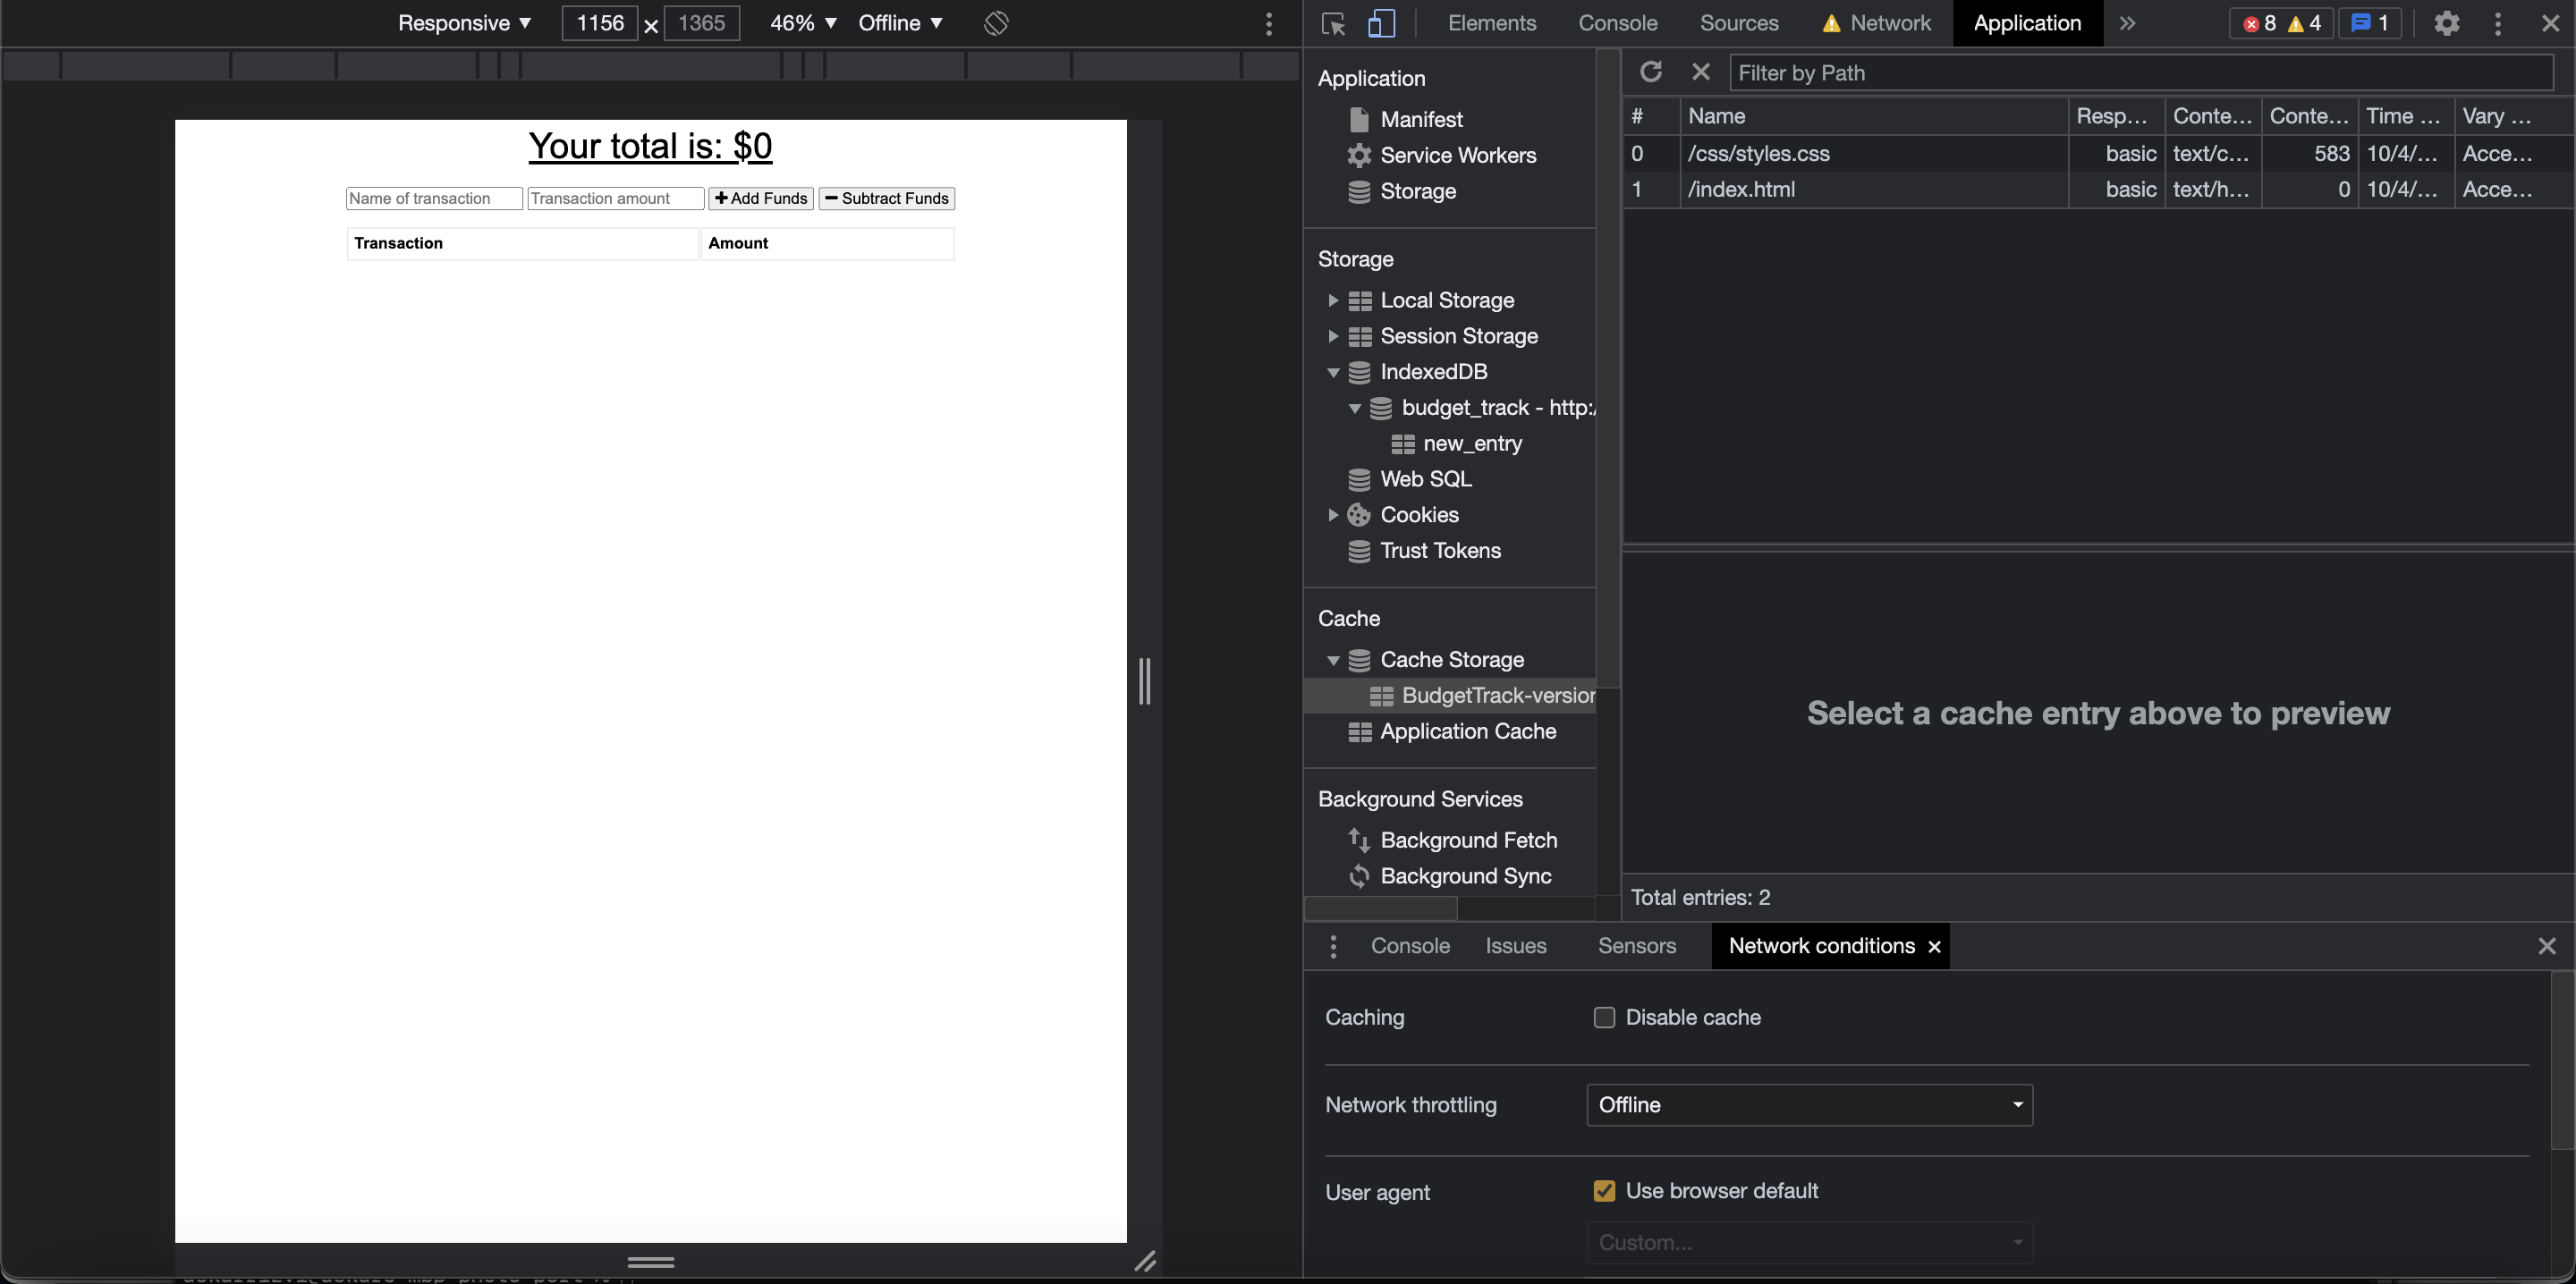 Responsive ▼ 1156 × 1365 46% ▼ Offline ▼
Your total is: $0
Name of transaction Transaction amount + Add Funds − Subtract Funds
Transaction Amount
Elements Console Sources Network Application » 8 4 1
Application
Manifest
Service Workers
Storage
Storage
Local Storage
Session Storage
IndexedDB
budget_track - http:/
new_entry
Web SQL
Cookies
Trust Tokens
Cache
Cache Storage
BudgetTrack-version
Application Cache
Background Services
Background Fetch
Background Sync
Filter by Path
# Name Resp... Conte... Conte... Time ... Vary ...
0 /css/styles.css basic text/c... 583 10/4/... Acce...
1 /index.html basic text/h... 0 10/4/... Acce...
Select a cache entry above to preview
Total entries: 2
Console Issues Sensors Network conditions ×
Caching Disable cache
Network throttling Offline
User agent Use browser default
Custom...